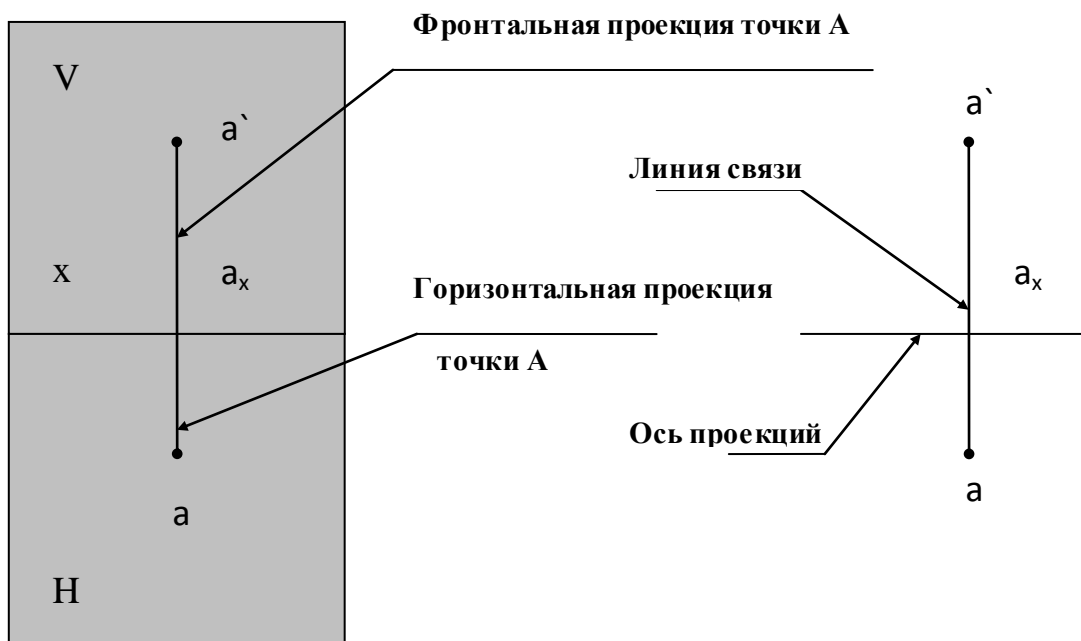 Фронтальная проекция точки А
V
a`
a`
Линия связи
x
aₓ
aₓ
Горизонтальная проекция
точки А
Ось проекций
a
a
H